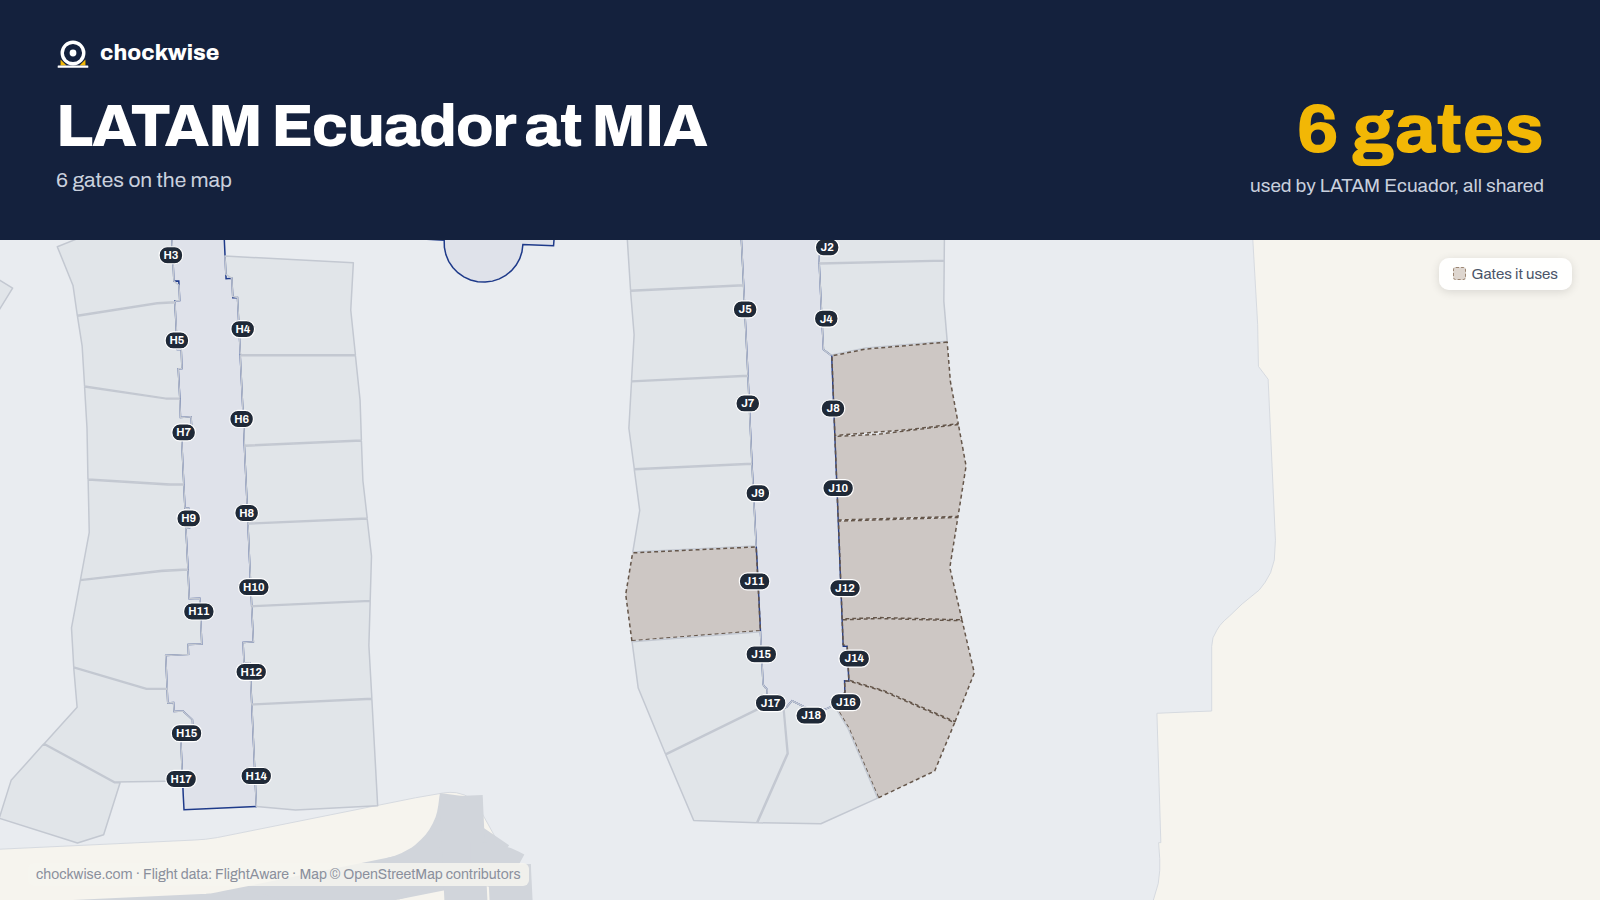 chockwise
LATAM Ecuador at MIA
6 gates on the map
6 gates
used by LATAM Ecuador, all shared
Gates it uses
H3
H5
H4
H7
H6
H9
H8
H11
H10
H12
H15
H17
H14
J2
J5
J4
J7
J8
J9
J10
J11
J12
J15
J14
J17
J18
J16
chockwise.com · Flight data: FlightAware · Map © OpenStreetMap contributors